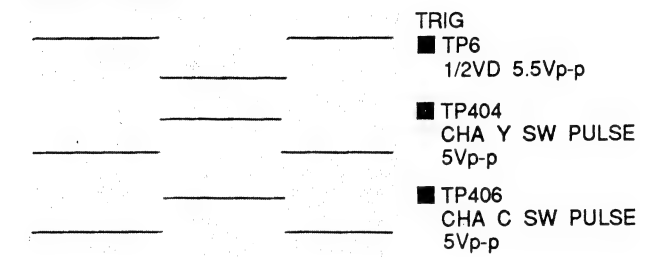 TRIG
■ TP6
1/2VD 5.5Vp-p
■ TP404
CHA Y SW PULSE
5Vp-p
■ TP406
CHA C SW PULSE
5Vp-p